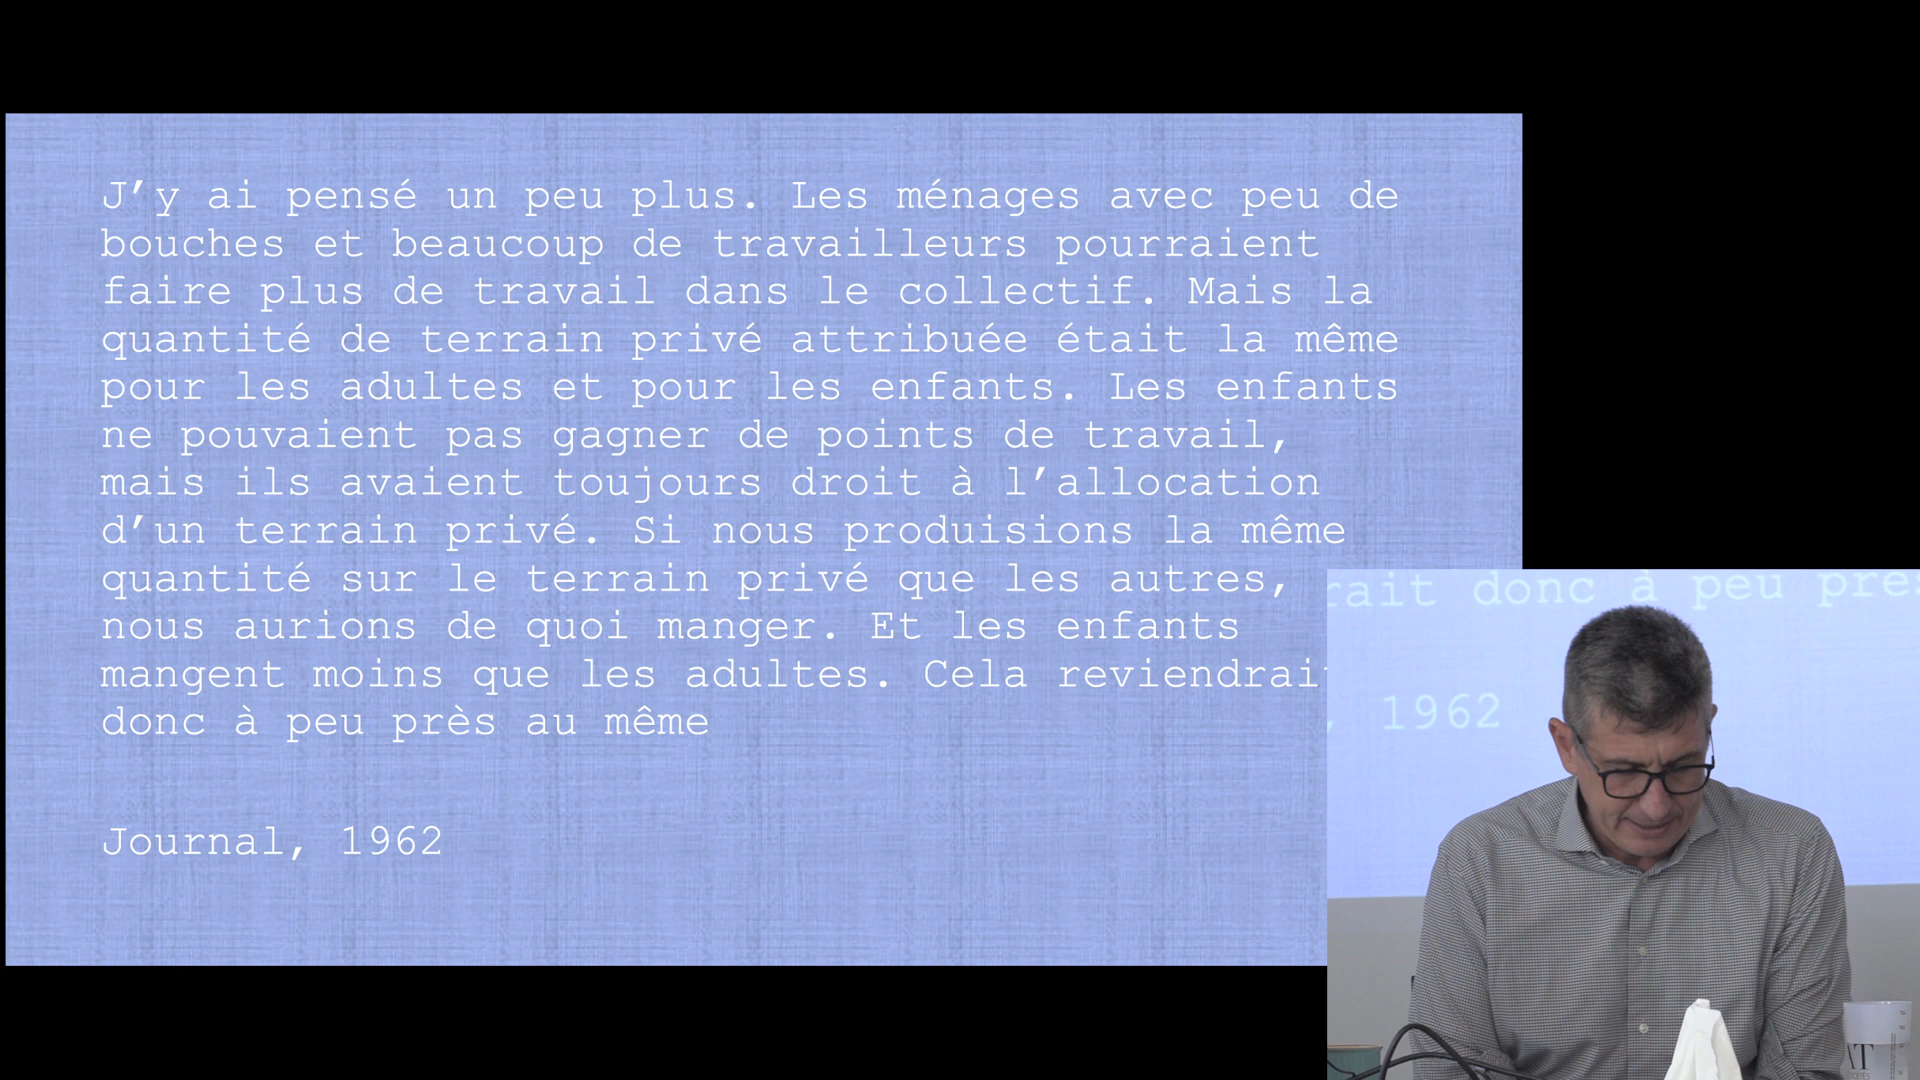 J’y ai pensé un peu plus. Les ménages avec peu de
bouches et beaucoup de travailleurs pourraient
faire plus de travail dans le collectif. Mais la
quantité de terrain privé attribuée était la même
pour les adultes et pour les enfants. Les enfants
ne pouvaient pas gagner de points de travail,
mais ils avaient toujours droit à l’allocation
d’un terrain privé. Si nous produisions la même
quantité sur le terrain privé que les autres,
nous aurions de quoi manger. Et les enfants
mangent moins que les adultes. Cela reviendrait
donc à peu près au même
Journal, 1962
rait donc à peu près
, 1962
AT